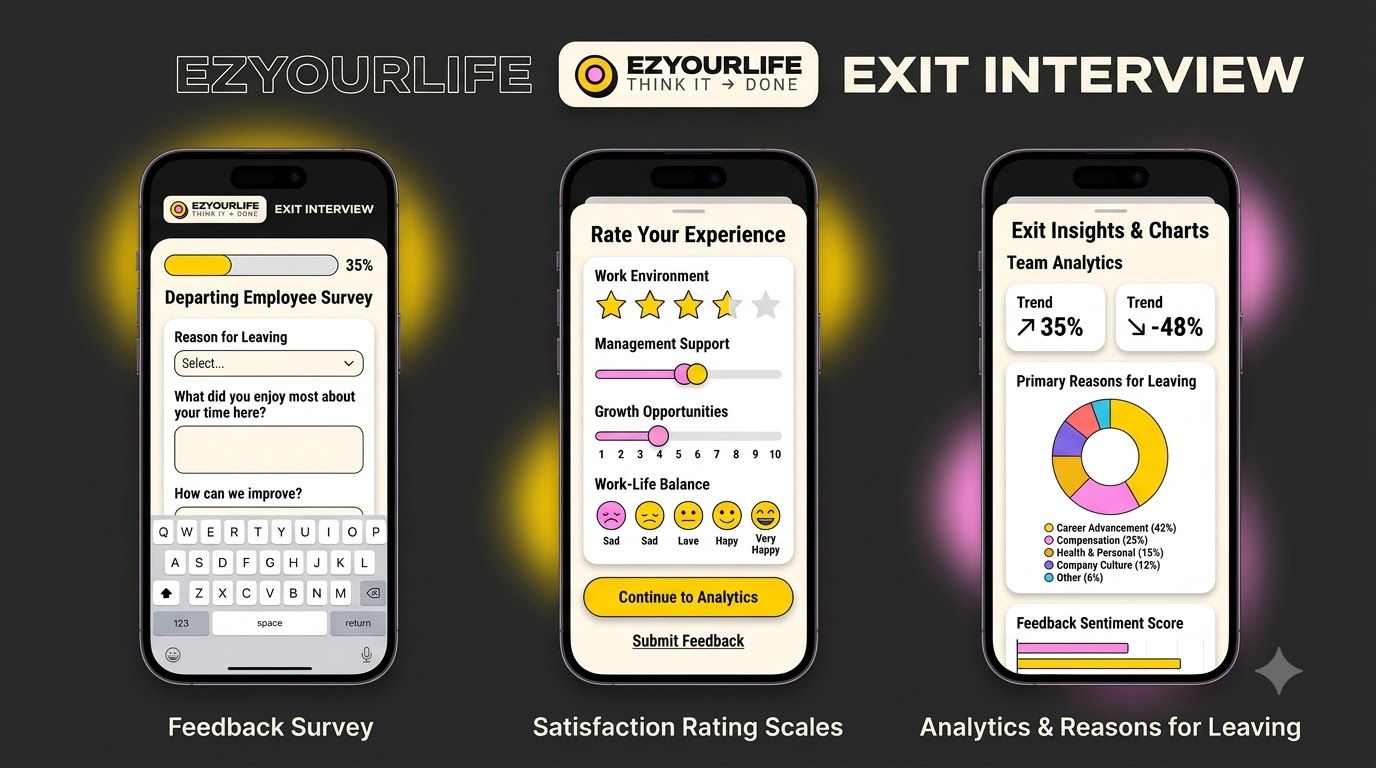 EZYOURLIFE
EZYOURLIFE
THINK IT → DONE
EXIT INTERVIEW
EZYOURLIFE
THINK IT → DONE
EXIT INTERVIEW
35%
Departing Employee Survey
Reason for Leaving
Select...
What did you enjoy most about
your time here?
How can we improve?
Q W E R T Y U I O P
A S D F G H J K L
Z X C V B N M
123 space return
Feedback Survey
Rate Your Experience
Work Environment
Management Support
Growth Opportunities
1 2 3 4 5 6 7 8 9 10
Work-Life Balance
Sad Sad Lave Hapy Very
Happy
Continue to Analytics
Submit Feedback
Satisfaction Rating Scales
Exit Insights & Charts
Team Analytics
Trend
↗ 35%
Trend
↘ -48%
Primary Reasons for Leaving
Career Advancement (42%)
Compensation (25%)
Health & Personal (15%)
Company Culture (12%)
Other (6%)
Feedback Sentiment Score
Analytics & Reasons for Leaving